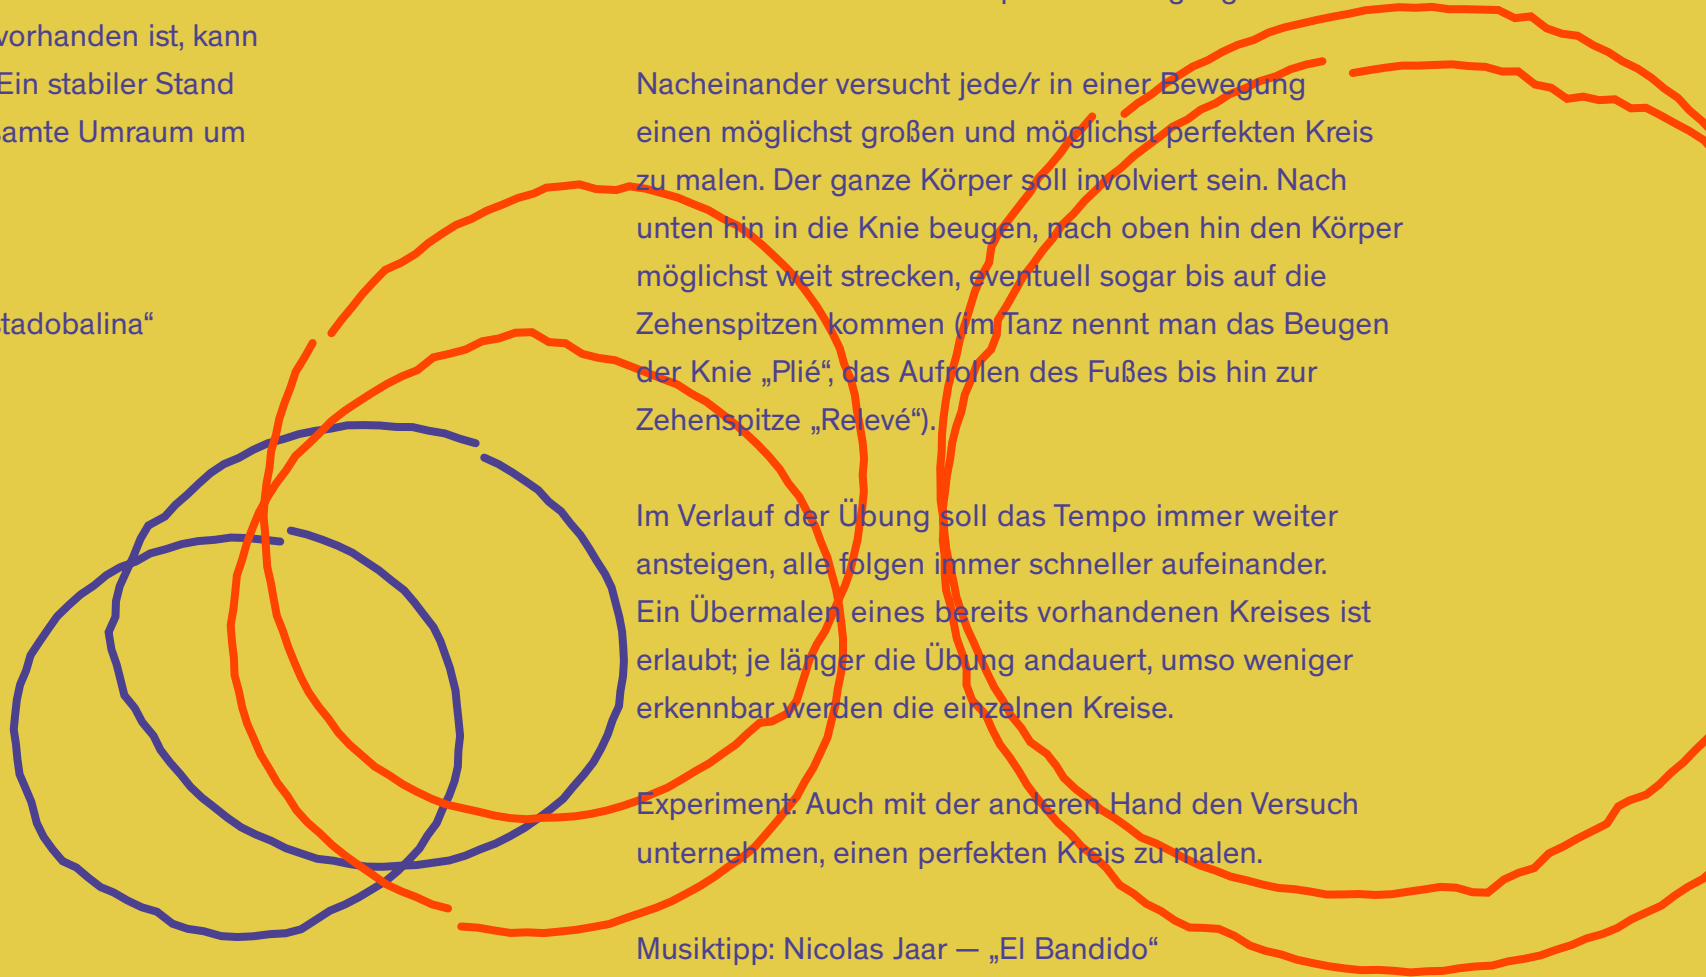 vorhanden ist, kann
Ein stabiler Stand
samte Umraum um
stadobalina“
Nacheinander versucht jede/r in einer Bewegung
einen möglichst großen und möglichst perfekten Kreis
zu malen. Der ganze Körper soll involviert sein. Nach
unten hin in die Knie beugen, nach oben hin den Körper
möglichst weit strecken, eventuell sogar bis auf die
Zehenspitzen kommen (im Tanz nennt man das Beugen
der Knie „Plié“, das Aufrollen des Fußes bis hin zur
Zehenspitze „Relevé“).
Im Verlauf der Übung soll das Tempo immer weiter
ansteigen, alle folgen immer schneller aufeinander.
Ein Übermalen eines bereits vorhandenen Kreises ist
erlaubt; je länger die Übung andauert, umso weniger
erkennbar werden die einzelnen Kreise.
Experiment: Auch mit der anderen Hand den Versuch
unternehmen, einen perfekten Kreis zu malen.
Musiktipp: Nicolas Jaar — „El Bandido“